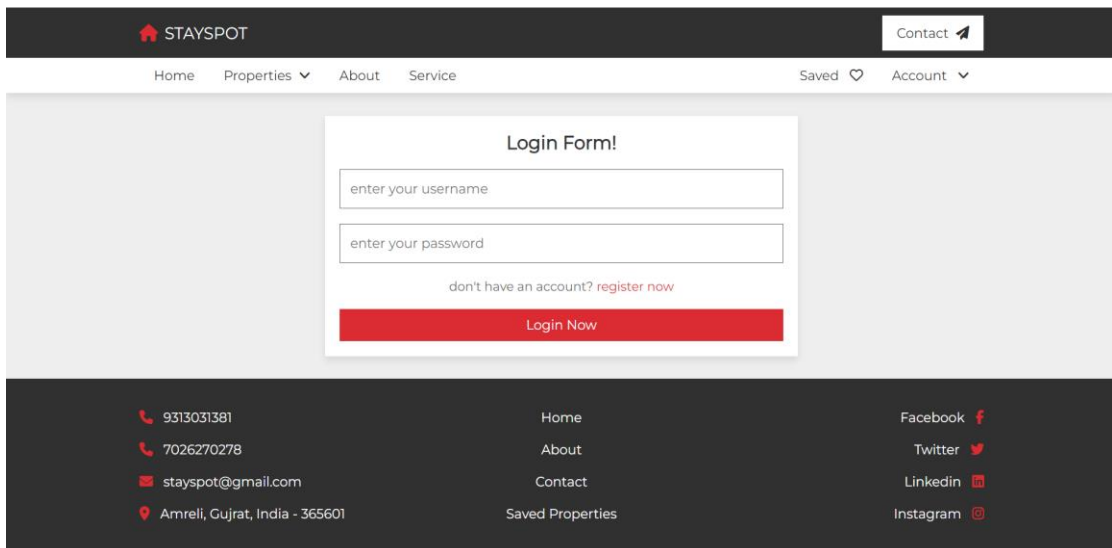 STAYSPOT
Contact
Home Properties About Service Saved Account
Login Form!
enter your username
enter your password
don't have an account? register now
Login Now
9313031381 Home Facebook
7026270278 About Twitter
stayspot@gmail.com Contact Linkedin
Amreli, Gujrat, India - 365601 Saved Properties Instagram